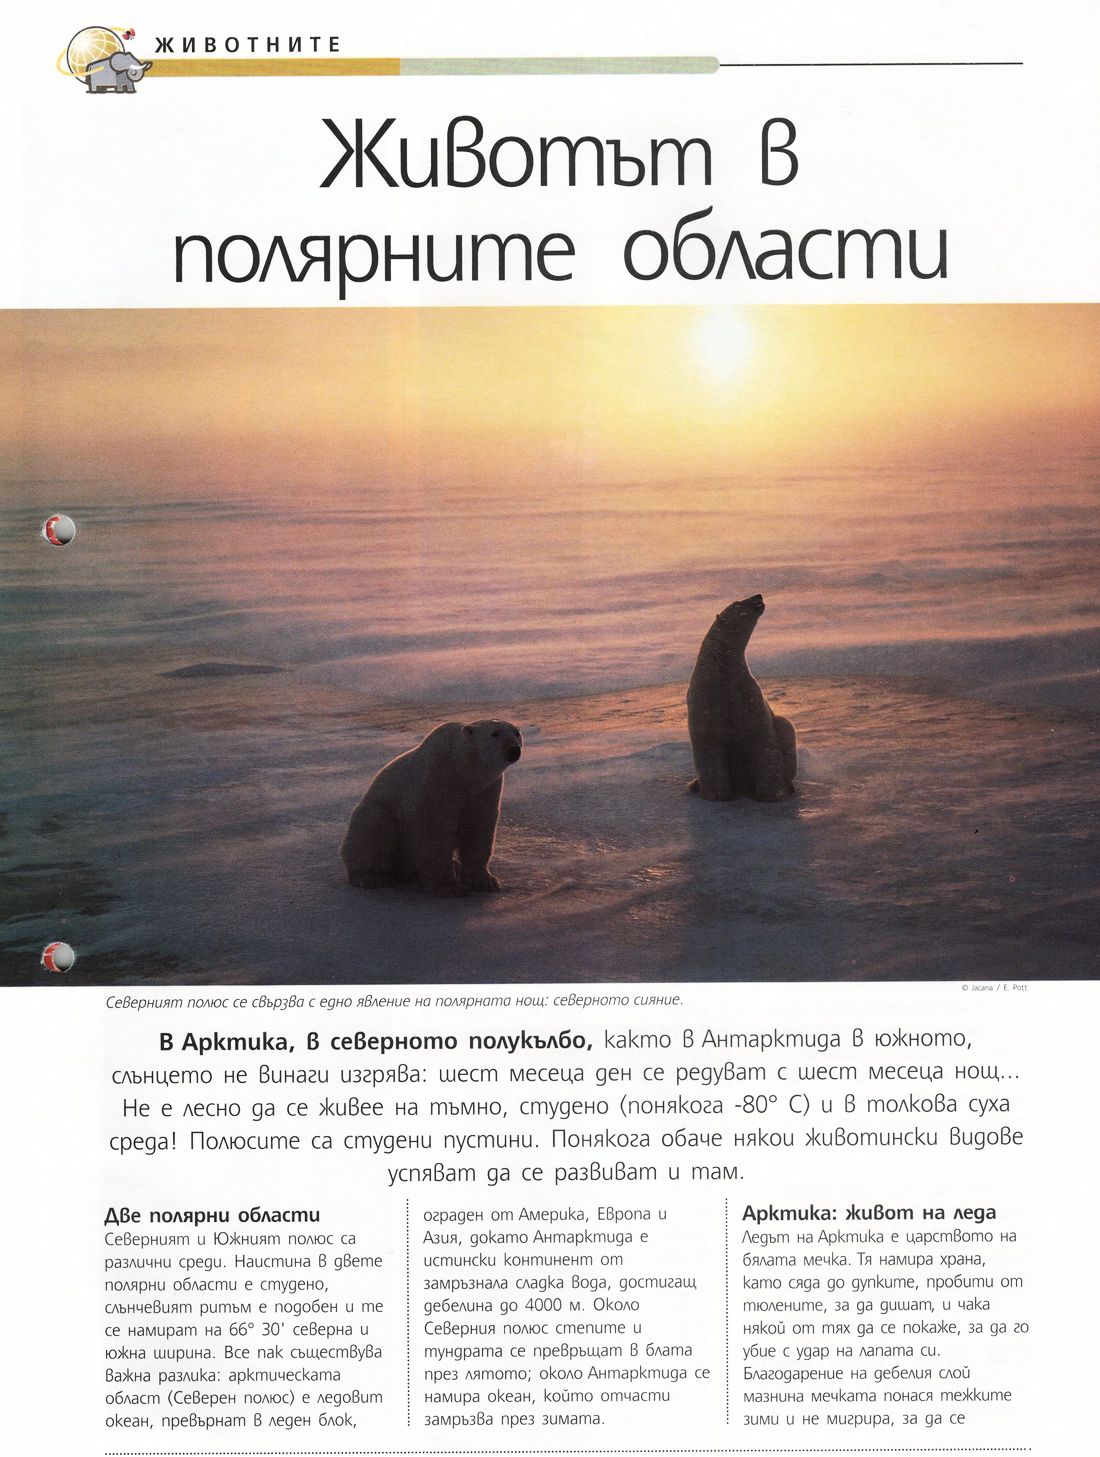 ЖИВОТНИТЕ
Животът в
полярните области
© Jacana / E. Pott
Северният полюс се свързва с едно явление на полярната нощ: северното сияние.
В Арктика, в северното полукълбо, както в Антарктида в южното,
слънцето не винаги изгрява: шест месеца ден се редуват с шест месеца нощ...
Не е лесно да се живее на тъмно, студено (понякога -80° C) и в толкова суха
среда! Полюсите са студени пустини. Понякога обаче някои животински видове
успяват да се развиват и там.
Две полярни области
Северният и Южният полюс са
различни среди. Наистина в двете
полярни области е студено,
слънчевият ритъм е подобен и те
се намират на 66° 30' северна и
южна ширина. Все пак съществува
важна разлика: арктическата
област (Северен полюс) е ледовит
океан, превърнат в леден блок,
ограден от Америка, Европа и
Азия, докато Антарктида е
истински континент от
замръзнала сладка вода, достигащ
дебелина до 4000 м. Около
Северния полюс степите и
тундрата се превръщат в блата
през лятото; около Антарктида се
намира океан, който отчасти
замръзва през зимата.
Арктика: живот на леда
Ледът на Арктика е царството на
бялата мечка. Тя намира храна,
като сяда до дупките, пробити от
тюлените, за да дишат, и чака
някой от тях да се покаже, за да го
убие с удар на лапата си.
Благодарение на дебелия слой
мазнина мечката понася тежките
зими и не мигрира, за да се